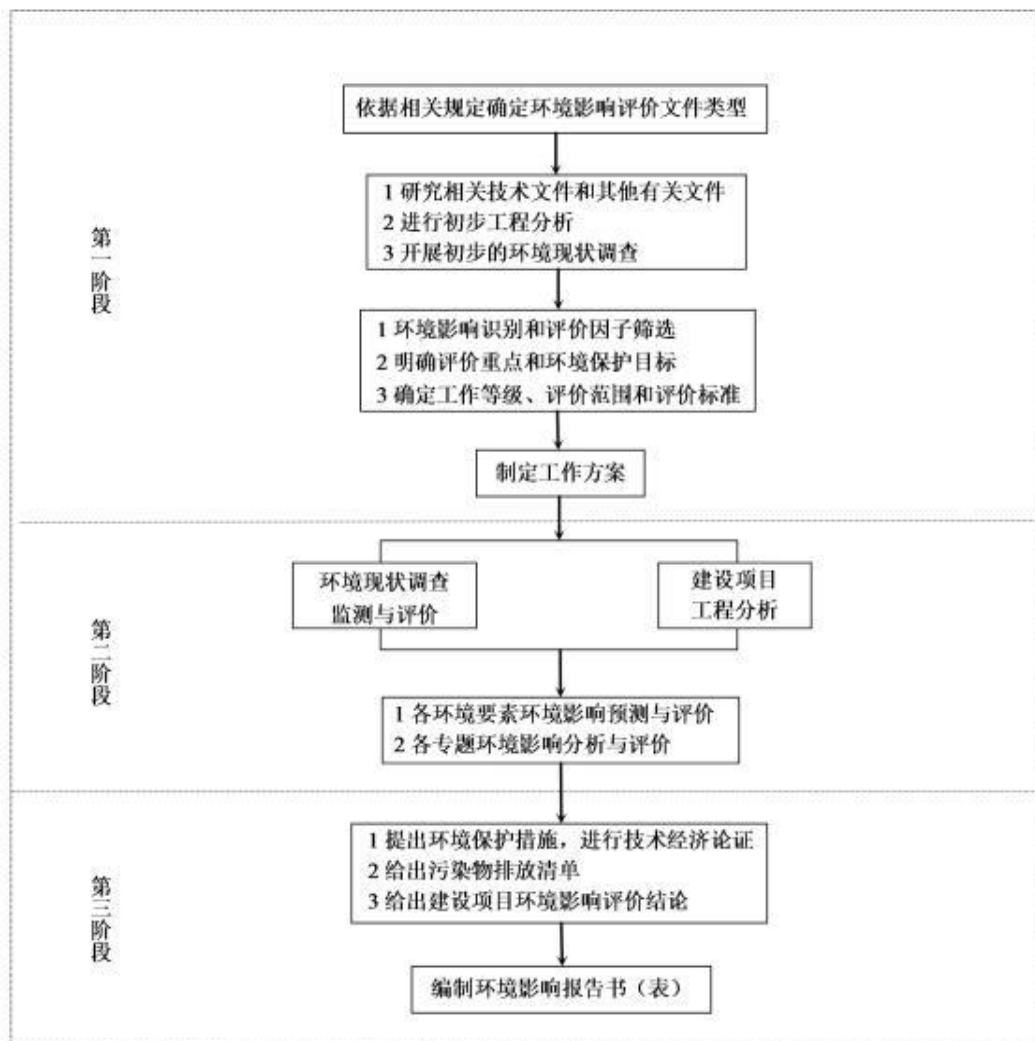 第一阶段
依据相关规定确定环境影响评价文件类型
1 研究相关技术文件和其他有关文件
2 进行初步工程分析
3 开展初步的环境现状调查
1 环境影响识别和评价因子筛选
2 明确评价重点和环境保护目标
3 确定工作等级、评价范围和评价标准
制定工作方案
第二阶段
环境现状调查
监测与评价
建设项目
工程分析
1 各环境要素环境影响预测与评价
2 各专题环境影响分析与评价
第三阶段
1 提出环境保护措施，进行技术经济论证
2 给出污染物排放清单
3 给出建设项目环境影响评价结论
编制环境影响报告书（表）